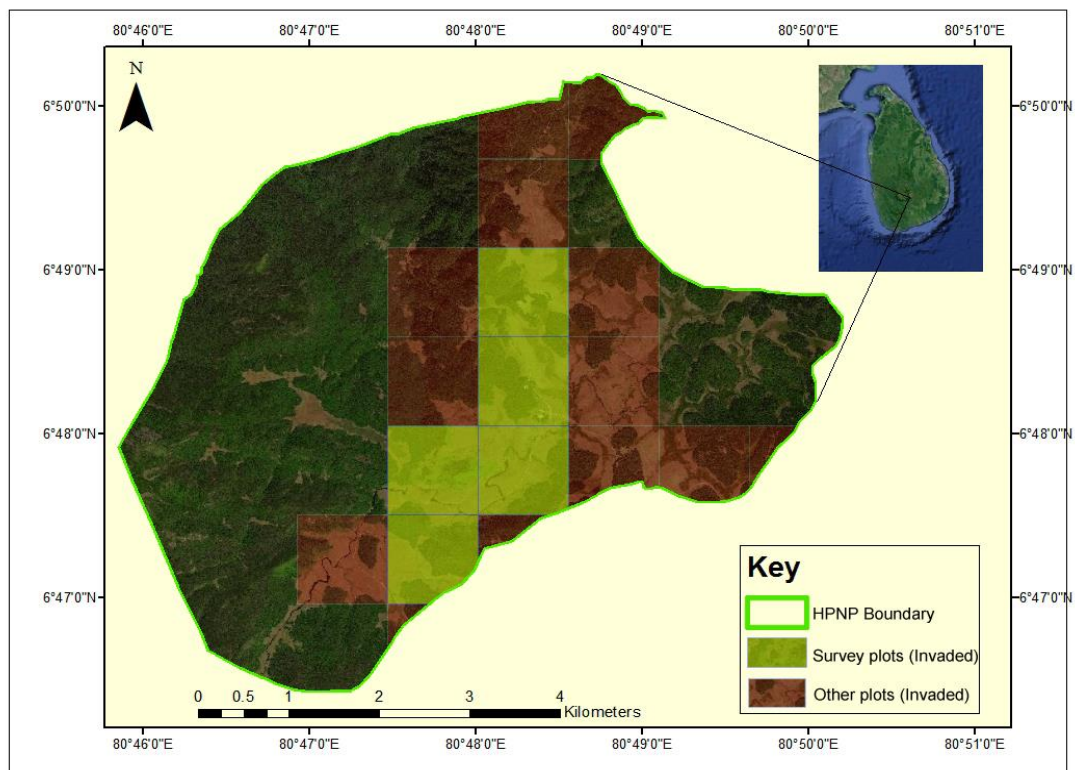 80°46'0"E 80°47'0"E 80°48'0"E 80°49'0"E 80°50'0"E 80°51'0"E
N
6°50'0"N 6°50'0"N
6°49'0"N 6°49'0"N
6°48'0"N 6°48'0"N
6°47'0"N 6°47'0"N
Key
HPNP Boundary
Survey plots (Invaded)
Other plots (Invaded)
0 0.5 1 2 3 4
Kilometers
80°46'0"E 80°47'0"E 80°48'0"E 80°49'0"E 80°50'0"E 80°51'0"E